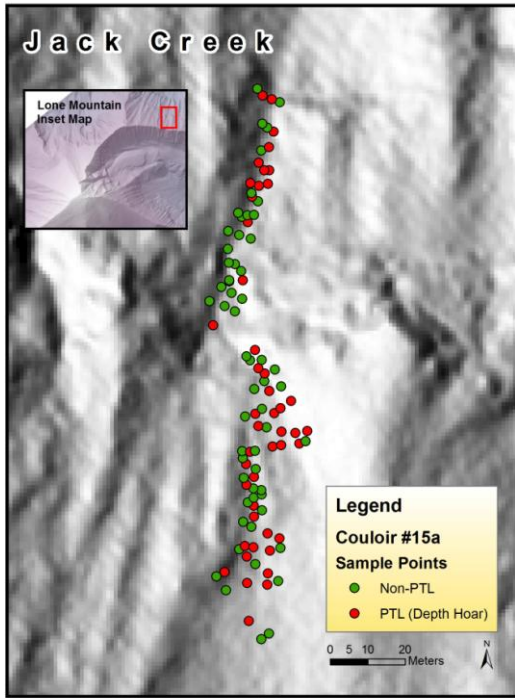 Jack Creek
Lone Mountain
Inset Map
Legend
Couloir #15a
Sample Points
Non-PTL
PTL (Depth Hoar)
0 5 10 20
Meters
N